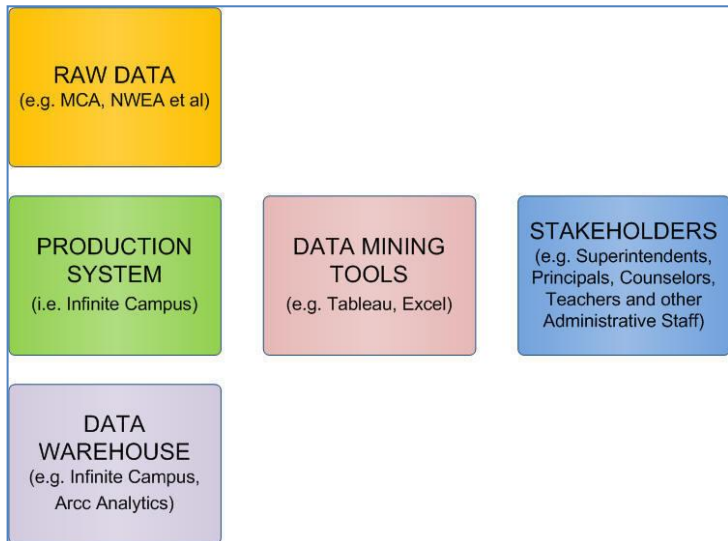 RAW DATA
(e.g. MCA, NWEA et al)
PRODUCTION
SYSTEM
(i.e. Infinite Campus)
DATA MINING
TOOLS
(e.g. Tableau, Excel)
STAKEHOLDERS
(e.g. Superintendents,
Principals, Counselors,
Teachers and other
Administrative Staff)
DATA
WAREHOUSE
(e.g. Infinite Campus,
Arcc Analytics)